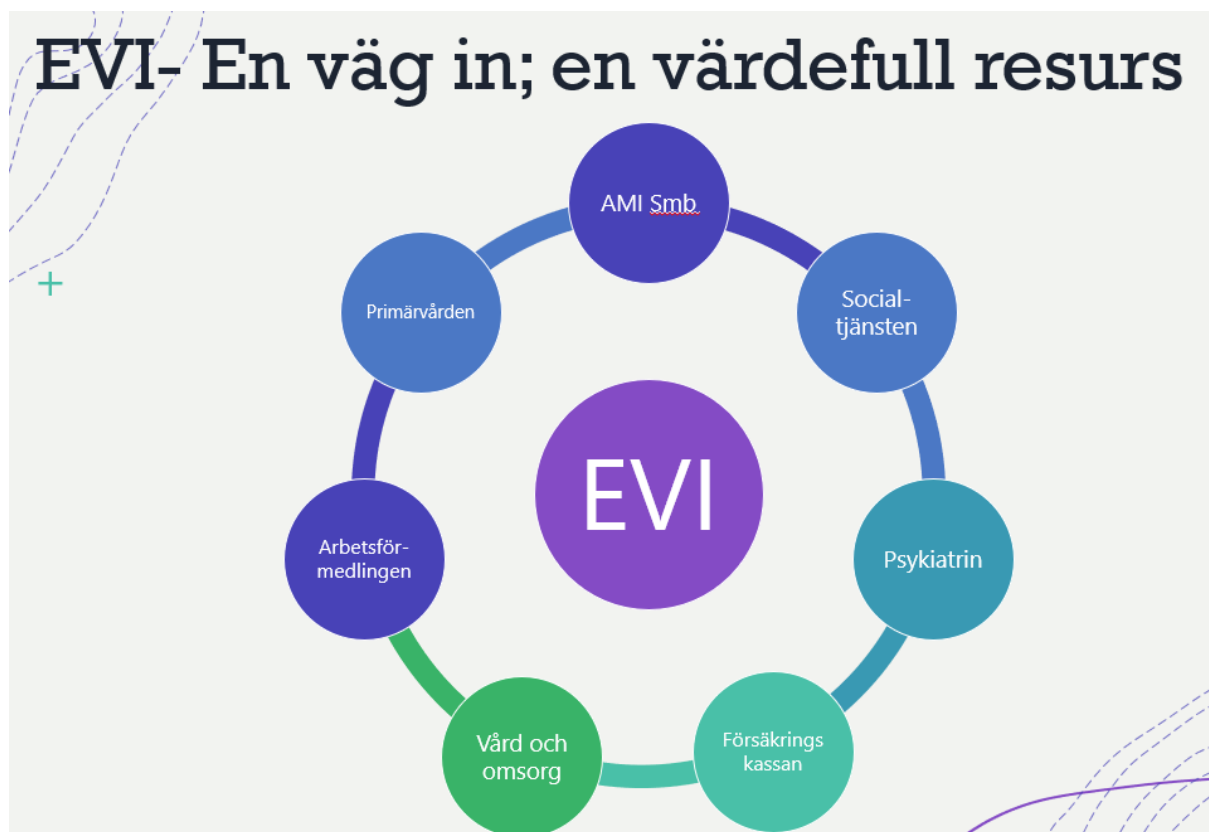 EVI- En väg in; en värdefull resurs
AMI Smb
Social-
tjänsten
Psykiatrin
Försäkrings
kassan
Vård och
omsorg
Arbetsför-
medlingen
Primärvården
EVI